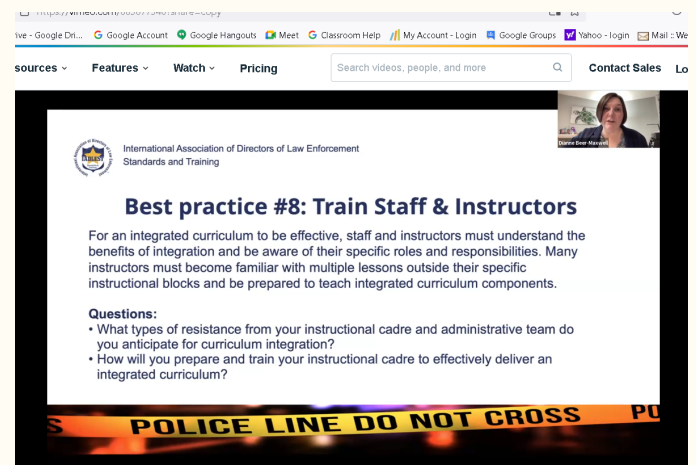 rive - Google Dri... Google Account Google Hangouts Meet Classroom Help My Account - Login Google Groups Yahoo - login Mail :: We
sources Features Watch Pricing Search videos, people, and more Contact Sales Lo
Dianne Beer-Maxwell
International Association of Directors of Law Enforcement
Standards and Training
IADLEST
Best practice #8: Train Staff & Instructors
For an integrated curriculum to be effective, staff and instructors must understand the
benefits of integration and be aware of their specific roles and responsibilities. Many
instructors must become familiar with multiple lessons outside their specific
instructional blocks and be prepared to teach integrated curriculum components.
Questions:
• What types of resistance from your instructional cadre and administrative team do
you anticipate for curriculum integration?
• How will you prepare and train your instructional cadre to effectively deliver an
integrated curriculum?
S POLICE LINE DO NOT CROSS PO